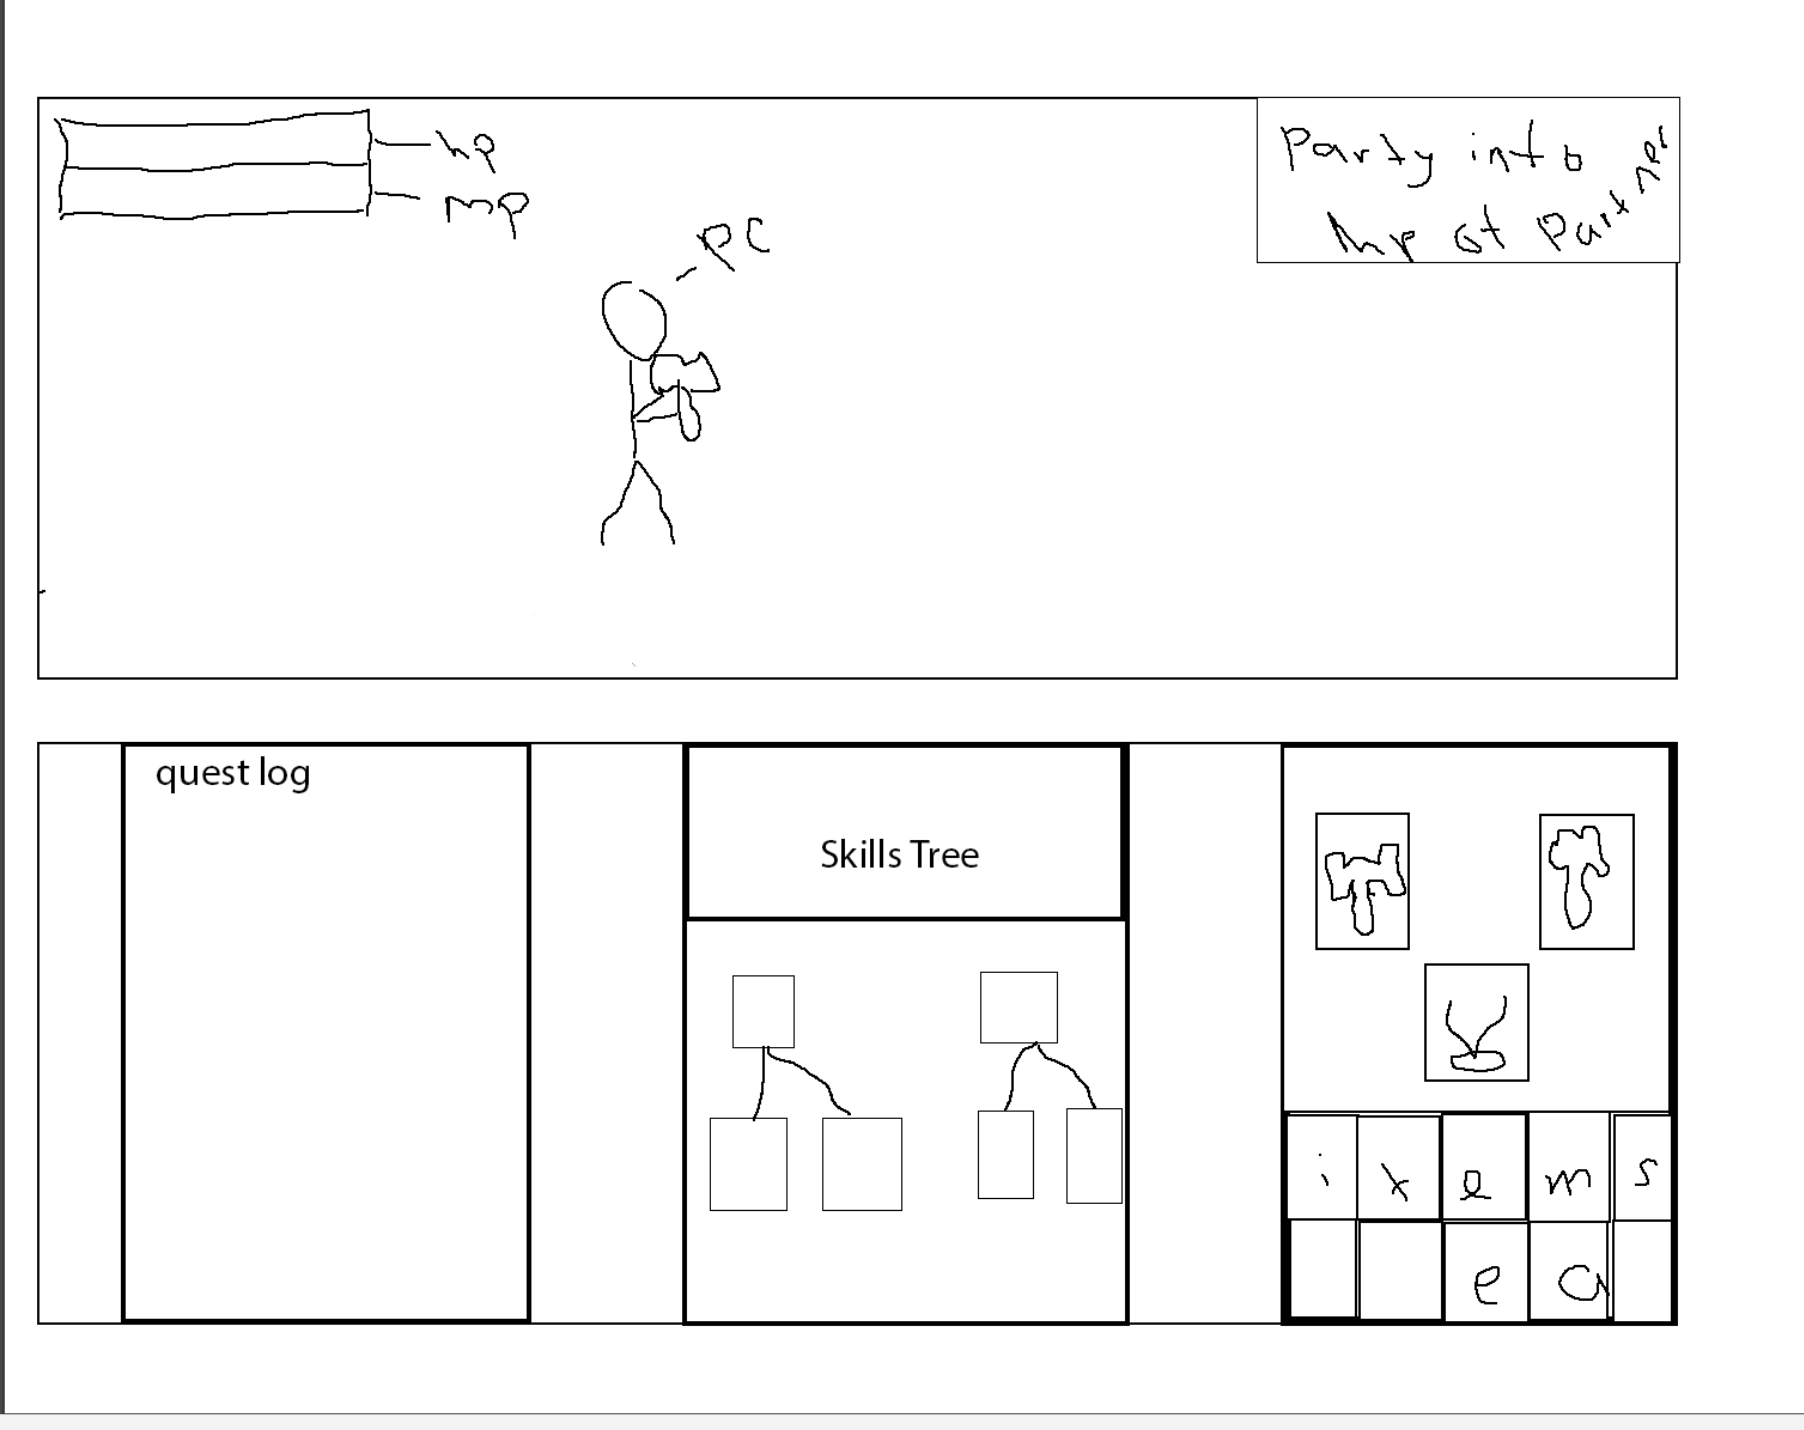 hp
mp
PC
Party info
hp of Partner
quest log
Skills Tree
i t e m s
e q